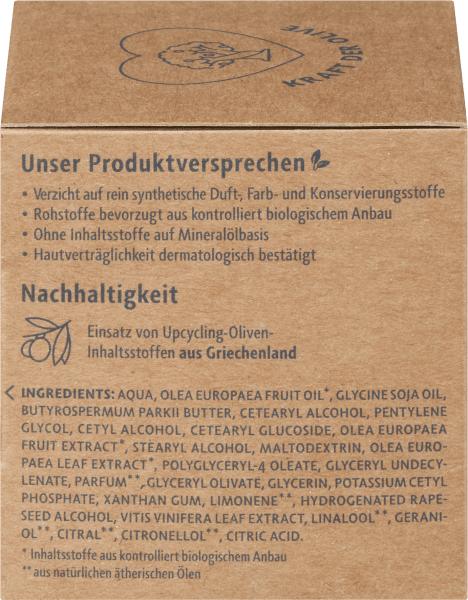 KRAFT DER OLIVE
Unser Produktversprechen
• Verzicht auf rein synthetische Duft-, Farb- und Konservierungsstoffe
• Rohstoffe bevorzugt aus kontrolliert biologischem Anbau
• Ohne Inhaltsstoffe auf Mineralölbasis
• Hautverträglichkeit dermatologisch bestätigt
Nachhaltigkeit
Einsatz von Upcycling-Oliven-
Inhaltsstoffen aus Griechenland
INGREDIENTS: AQUA, OLEA EUROPAEA FRUIT OIL*, GLYCINE SOJA OIL,
BUTYROSPERMUM PARKII BUTTER, CETEARYL ALCOHOL, PENTYLENE
GLYCOL, CETYL ALCOHOL, CETEARYL GLUCOSIDE, OLEA EUROPAEA
FRUIT EXTRACT*, STEARYL ALCOHOL, MALTODEXTRIN, OLEA EURO-
PAEA LEAF EXTRACT*, POLYGLYCERYL-4 OLEATE, GLYCERYL UNDECY-
LENATE, PARFUM**, GLYCERYL OLIVATE, GLYCERIN, POTASSIUM CETYL
PHOSPHATE, XANTHAN GUM, LIMONENE**, HYDROGENATED RAPE-
SEED ALCOHOL, VITIS VINIFERA LEAF EXTRACT, LINALOOL**, GERANI-
OL**, CITRAL**, CITRONELLOL**, CITRIC ACID.
* Inhaltsstoffe aus kontrolliert biologischem Anbau
** aus natürlichen ätherischen Ölen